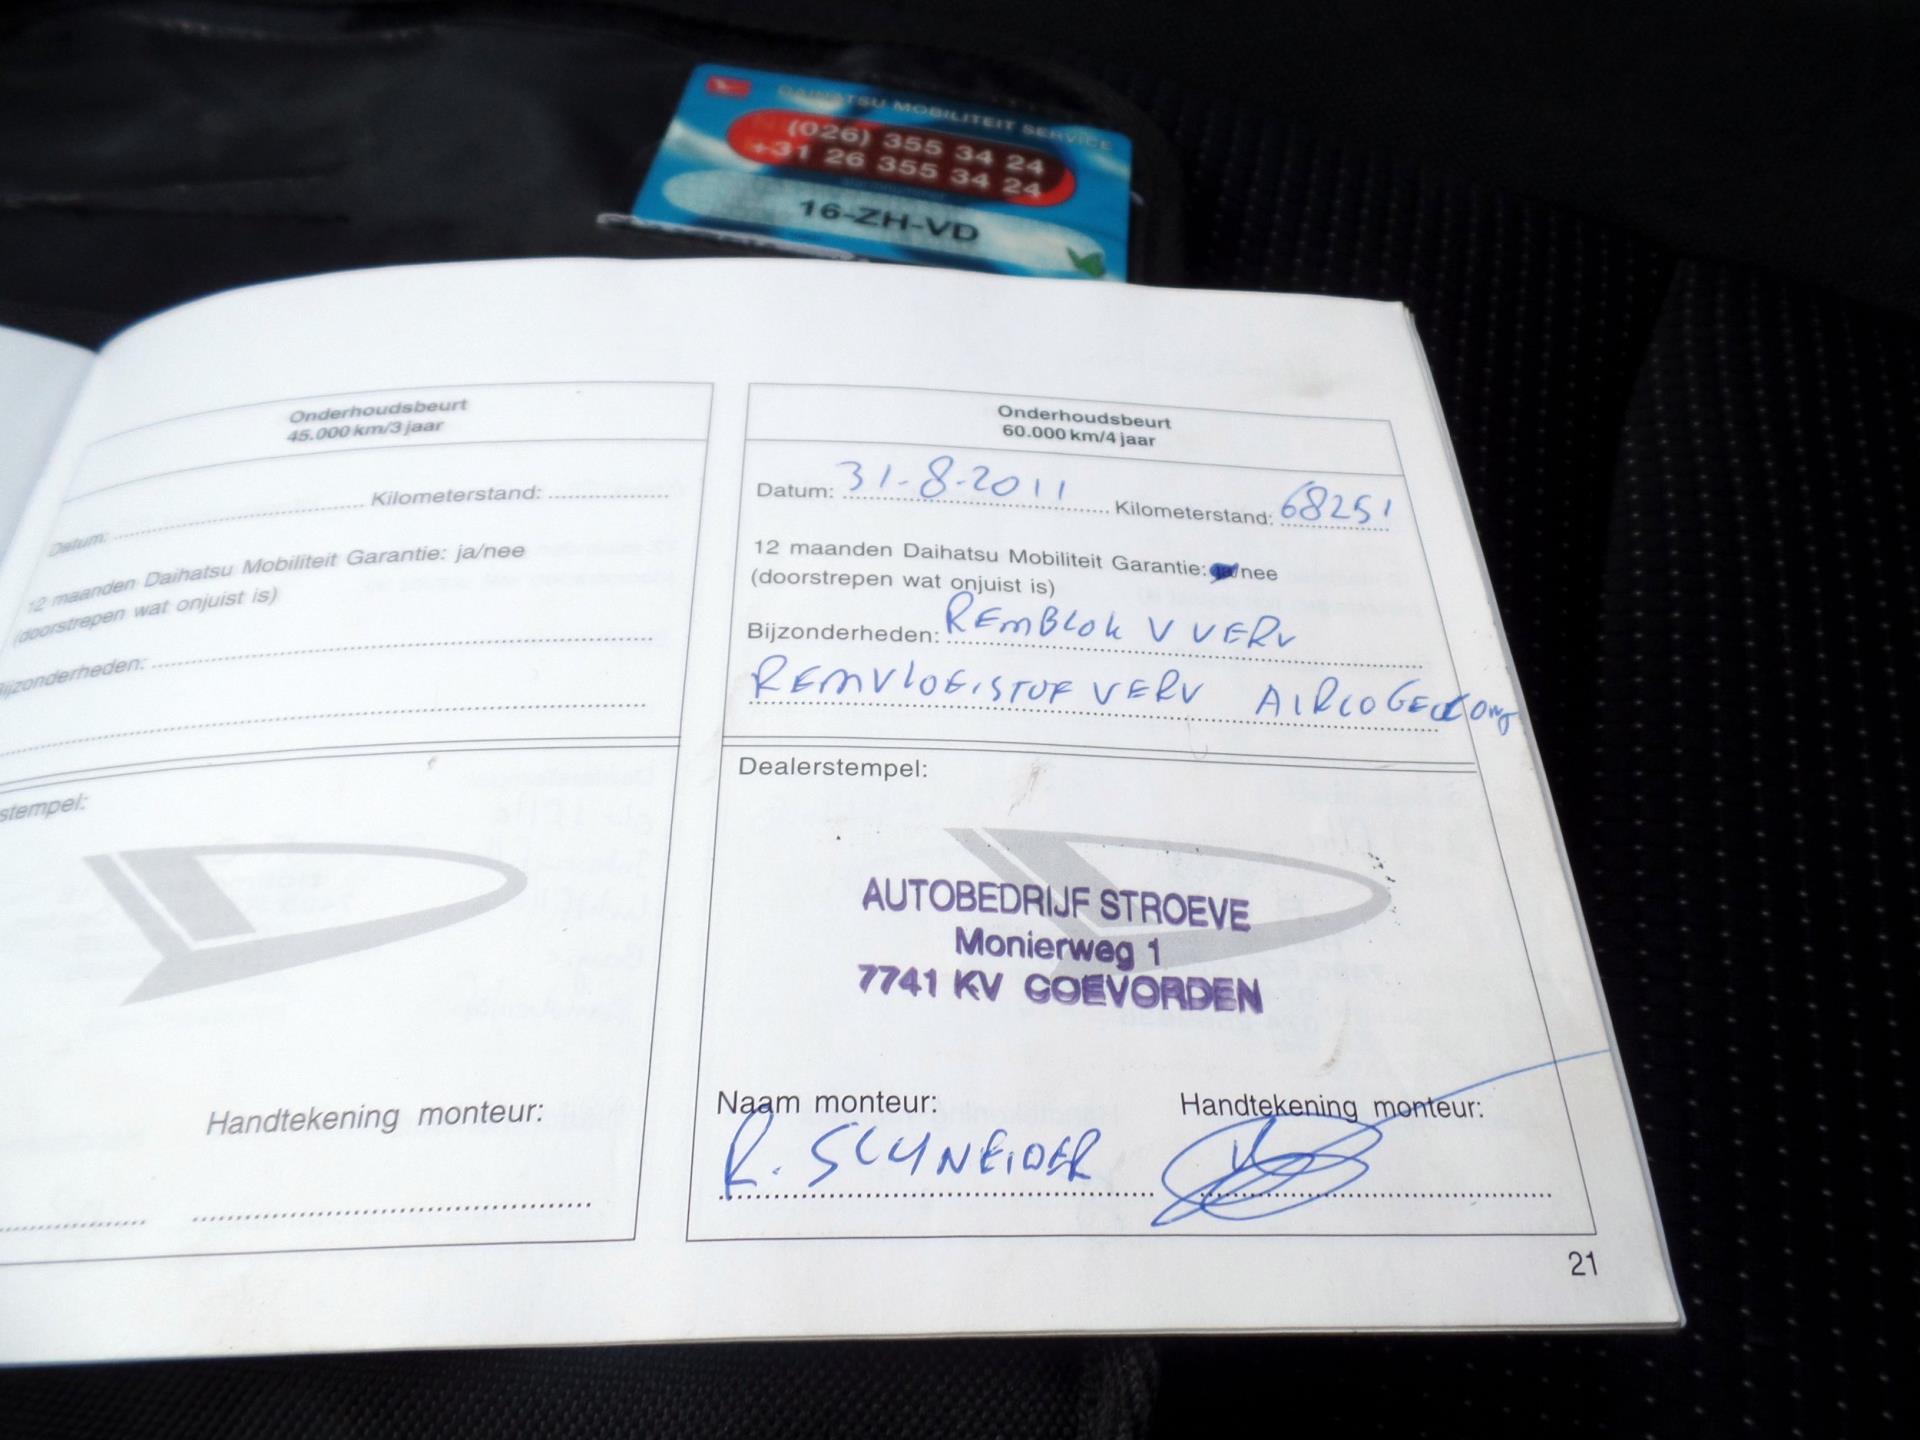 DAIHATSU MOBILITEIT SERVICE
(026) 355 34 24
+31 26 355 34 24
16-ZH-VD
Onderhoudsbeurt
45.000 km/3 jaar
Datum: Kilometerstand:
12 maanden Daihatsu Mobiliteit Garantie: ja/nee
(doorstrepen wat onjuist is)
Bijzonderheden:
stempel:
Handtekening monteur:
Onderhoudsbeurt
60.000 km/4 jaar
Datum: 31-8-2011 Kilometerstand: 68251
12 maanden Daihatsu Mobiliteit Garantie: ja/nee
(doorstrepen wat onjuist is)
Bijzonderheden: REMBLOK V VERV
REMVLOEISTOF VERV AIRCO
Dealerstempel:
AUTOBEDRIJF STROEVE
Monierweg 1
7741 KV COEVORDEN
Naam monteur: Handtekening monteur:
R. SCHNEIDER
21